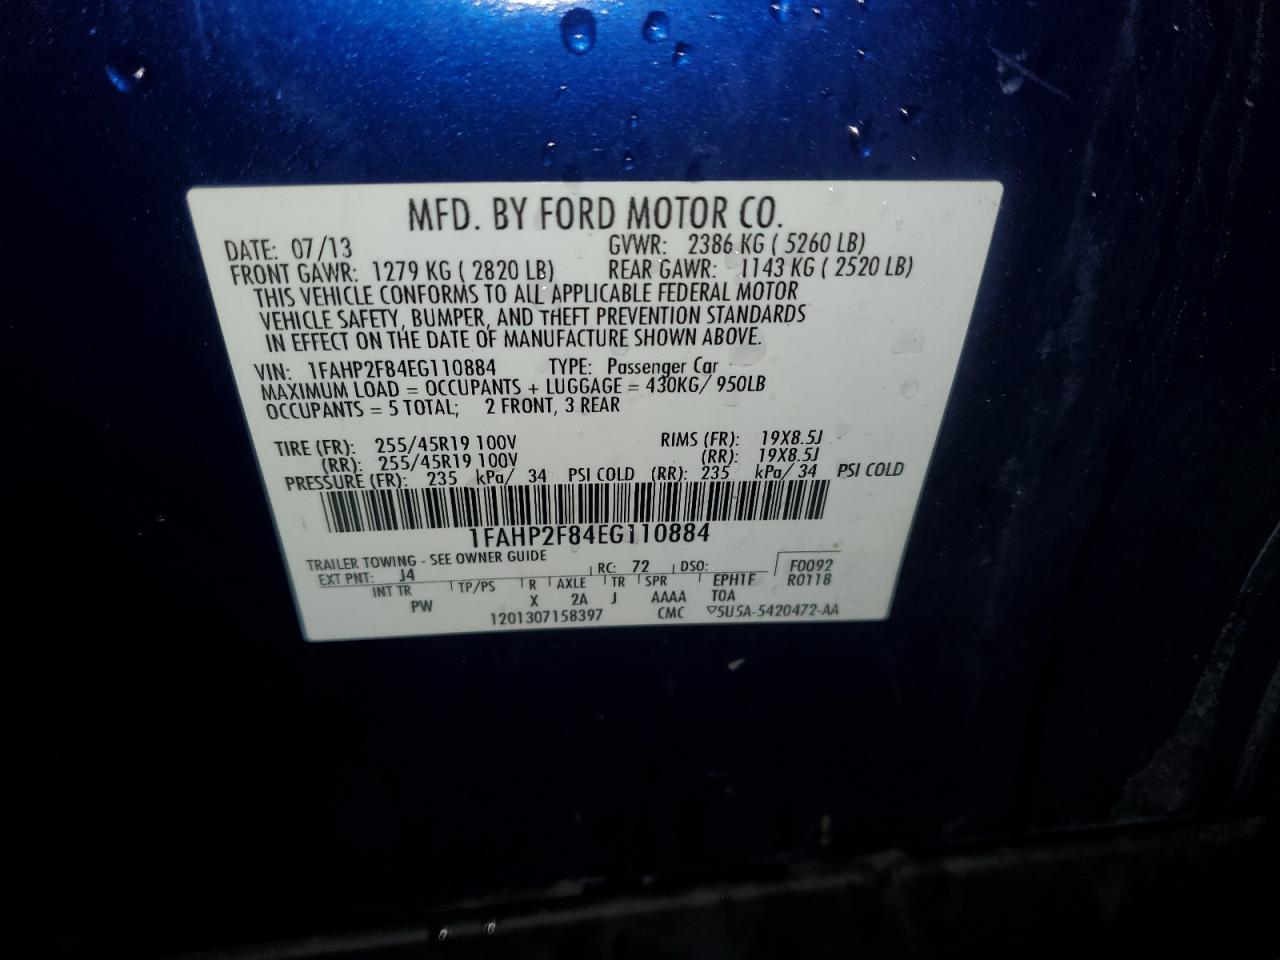 MFD. BY FORD MOTOR CO.
DATE: 07/13 GVWR: 2386 KG ( 5260 LB)
FRONT GAWR: 1279 KG ( 2820 LB) REAR GAWR: 1143 KG ( 2520 LB)
THIS VEHICLE CONFORMS TO ALL APPLICABLE FEDERAL MOTOR
VEHICLE SAFETY, BUMPER, AND THEFT PREVENTION STANDARDS
IN EFFECT ON THE DATE OF MANUFACTURE SHOWN ABOVE.
VIN: 1FAHP2F84EG110884 TYPE: Passenger Car
MAXIMUM LOAD = OCCUPANTS + LUGGAGE = 430KG/ 950LB
OCCUPANTS = 5 TOTAL; 2 FRONT, 3 REAR
TIRE (FR): 255/45R19 100V RIMS (FR): 19X8.5J
(RR): 255/45R19 100V (RR): 19X8.5J
PRESSURE (FR): 235 kPa/ 34 PSI COLD (RR): 235 kPa/ 34 PSI COLD
1FAHP2F84EG110884
TRAILER TOWING - SEE OWNER GUIDE
EXT PNT: J4 RC: 72 DSO: F0092
INT TR TP/PS R AXLE TR SPR EPH1F R0118
PW X 2A J AAAA T0A
1201307158397 CMC ▽5U5A-5420472-AA